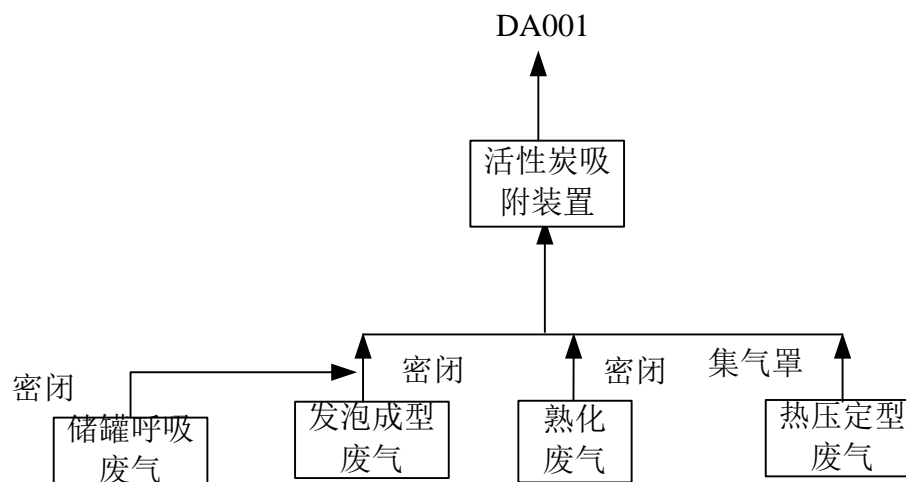 DA001
活性炭吸
附装置
密闭
储罐呼吸
废气
密闭
发泡成型
废气
密闭
熟化
废气
集气罩
热压定型
废气